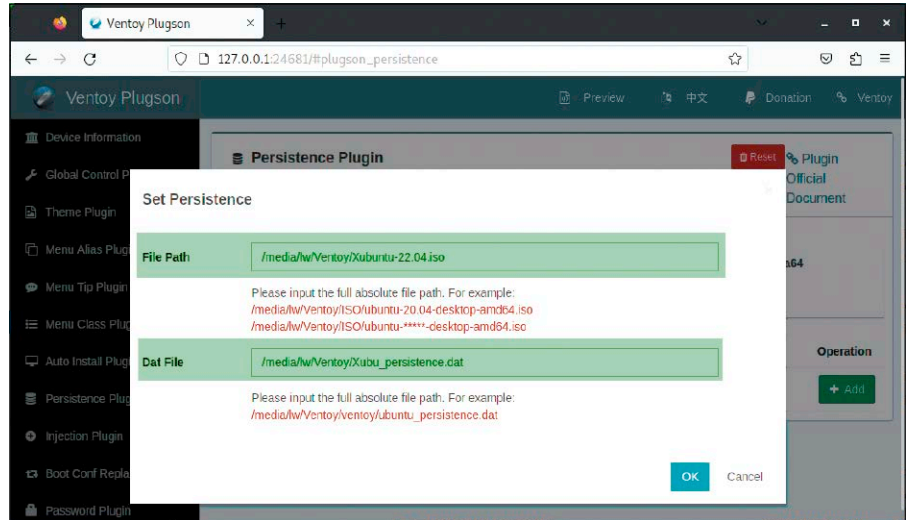 Ventoy Plugson
127.0.0.1:24681/#plugson_persistence
Ventoy Plugson
Preview
中文
Donation
Ventoy
Device Information
Global Control P
Theme Plugin
Menu Alias Plug
Menu Tip Plugin
Menu Class Plug
Auto Install Plug
Persistence Plug
Injection Plugin
Boot Conf Repla
Password Plugin
Persistence Plugin
Reset
Plugin
Official
Document
Set Persistence
File Path
/media/lw/Ventoy/Xubuntu-22.04.iso
Please input the full absolute file path. For example:
/media/lw/Ventoy/ISO/ubuntu-20.04-desktop-amd64.iso
/media/lw/Ventoy/ISO/ubuntu-*****-desktop-amd64.iso
Dat File
/media/lw/Ventoy/Xubu_persistence.dat
Please input the full absolute file path. For example:
/media/lw/Ventoy/ventoy/ubuntu_persistence.dat
OK
Cancel
a64
Operation
Add